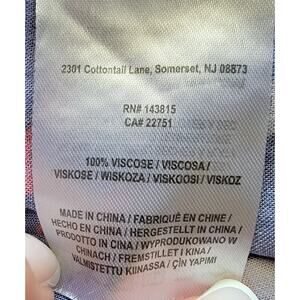 2301 Cottontail Lane, Somerset, NJ 08873
RN# 143815
CA# 22751
100% VISCOSE / VISCOSA /
VISKOSE / WISKOZA / VISKOOSI / VISKOZ
MADE IN CHINA / FABRIQUÉ EN CHINE /
HECHO EN CHINA / HERGESTELLT IN CHINA /
PRODOTTO IN CINA / WYPRODUKOWANO W
CHINACH / FREMSTILLET I KINA /
VALMISTETTU KIINASSA / ÇİN YAPIMI